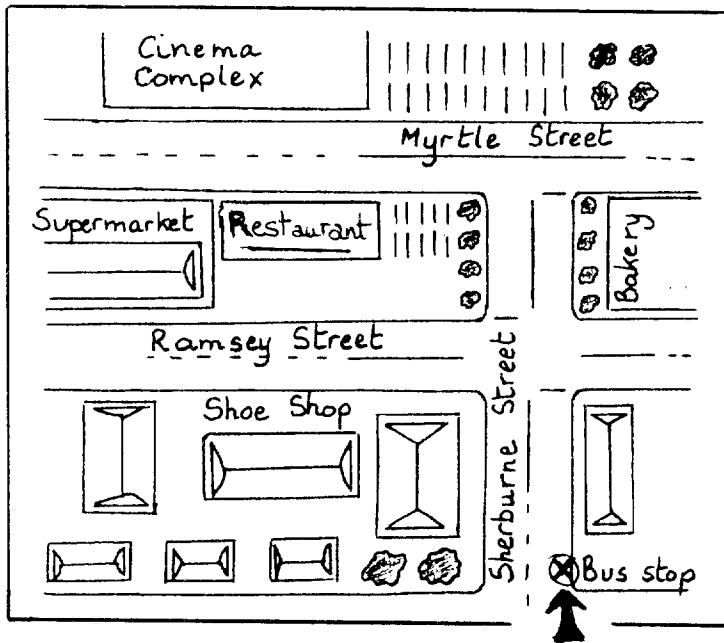 Cinema
Complex
Myrtle Street
Supermarket
Restaurant
Bakery
Ramsey Street
Sherburne Street
Shoe Shop
Bus stop